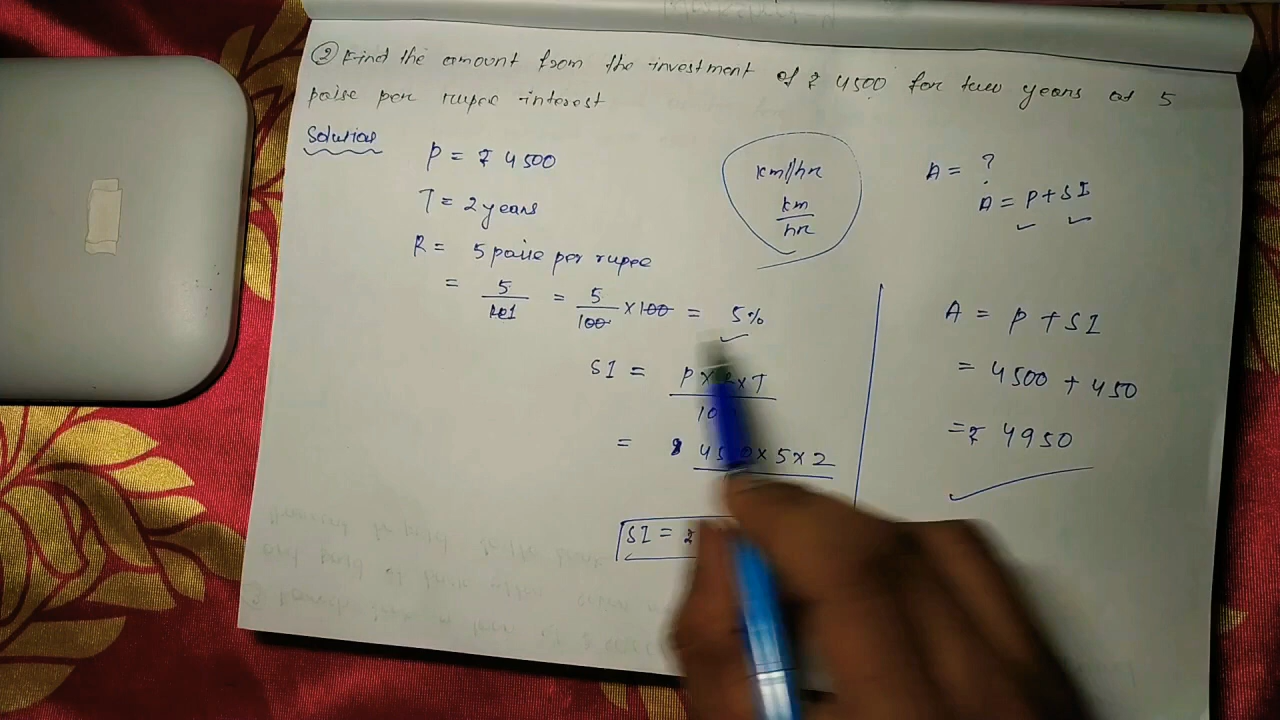 ② Find the amount from the investment of ₹ 4500 for two years at 5
paise per rupee interest
Solution
P = ₹ 4500
T = 2 years
R = 5 paise per rupee
= 5/101 = 5/100 × 100 = 5%
SI = P × R × T
= 4500 × 5 × 2
SI = ₹
km/hr
km
hr
A = ?
A = P + SI
A = P + SI
= 4500 + 450
= ₹ 4950